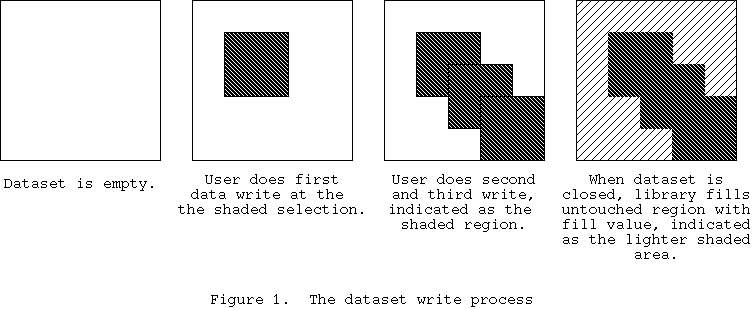 Dataset is empty.
User does first
data write at the
the shaded selection.
User does second
and third write,
indicated as the
shaded region.
When dataset is
closed, library fills
untouched region with
fill value, indicated
as the lighter shaded
area.
Figure 1.  The dataset write process